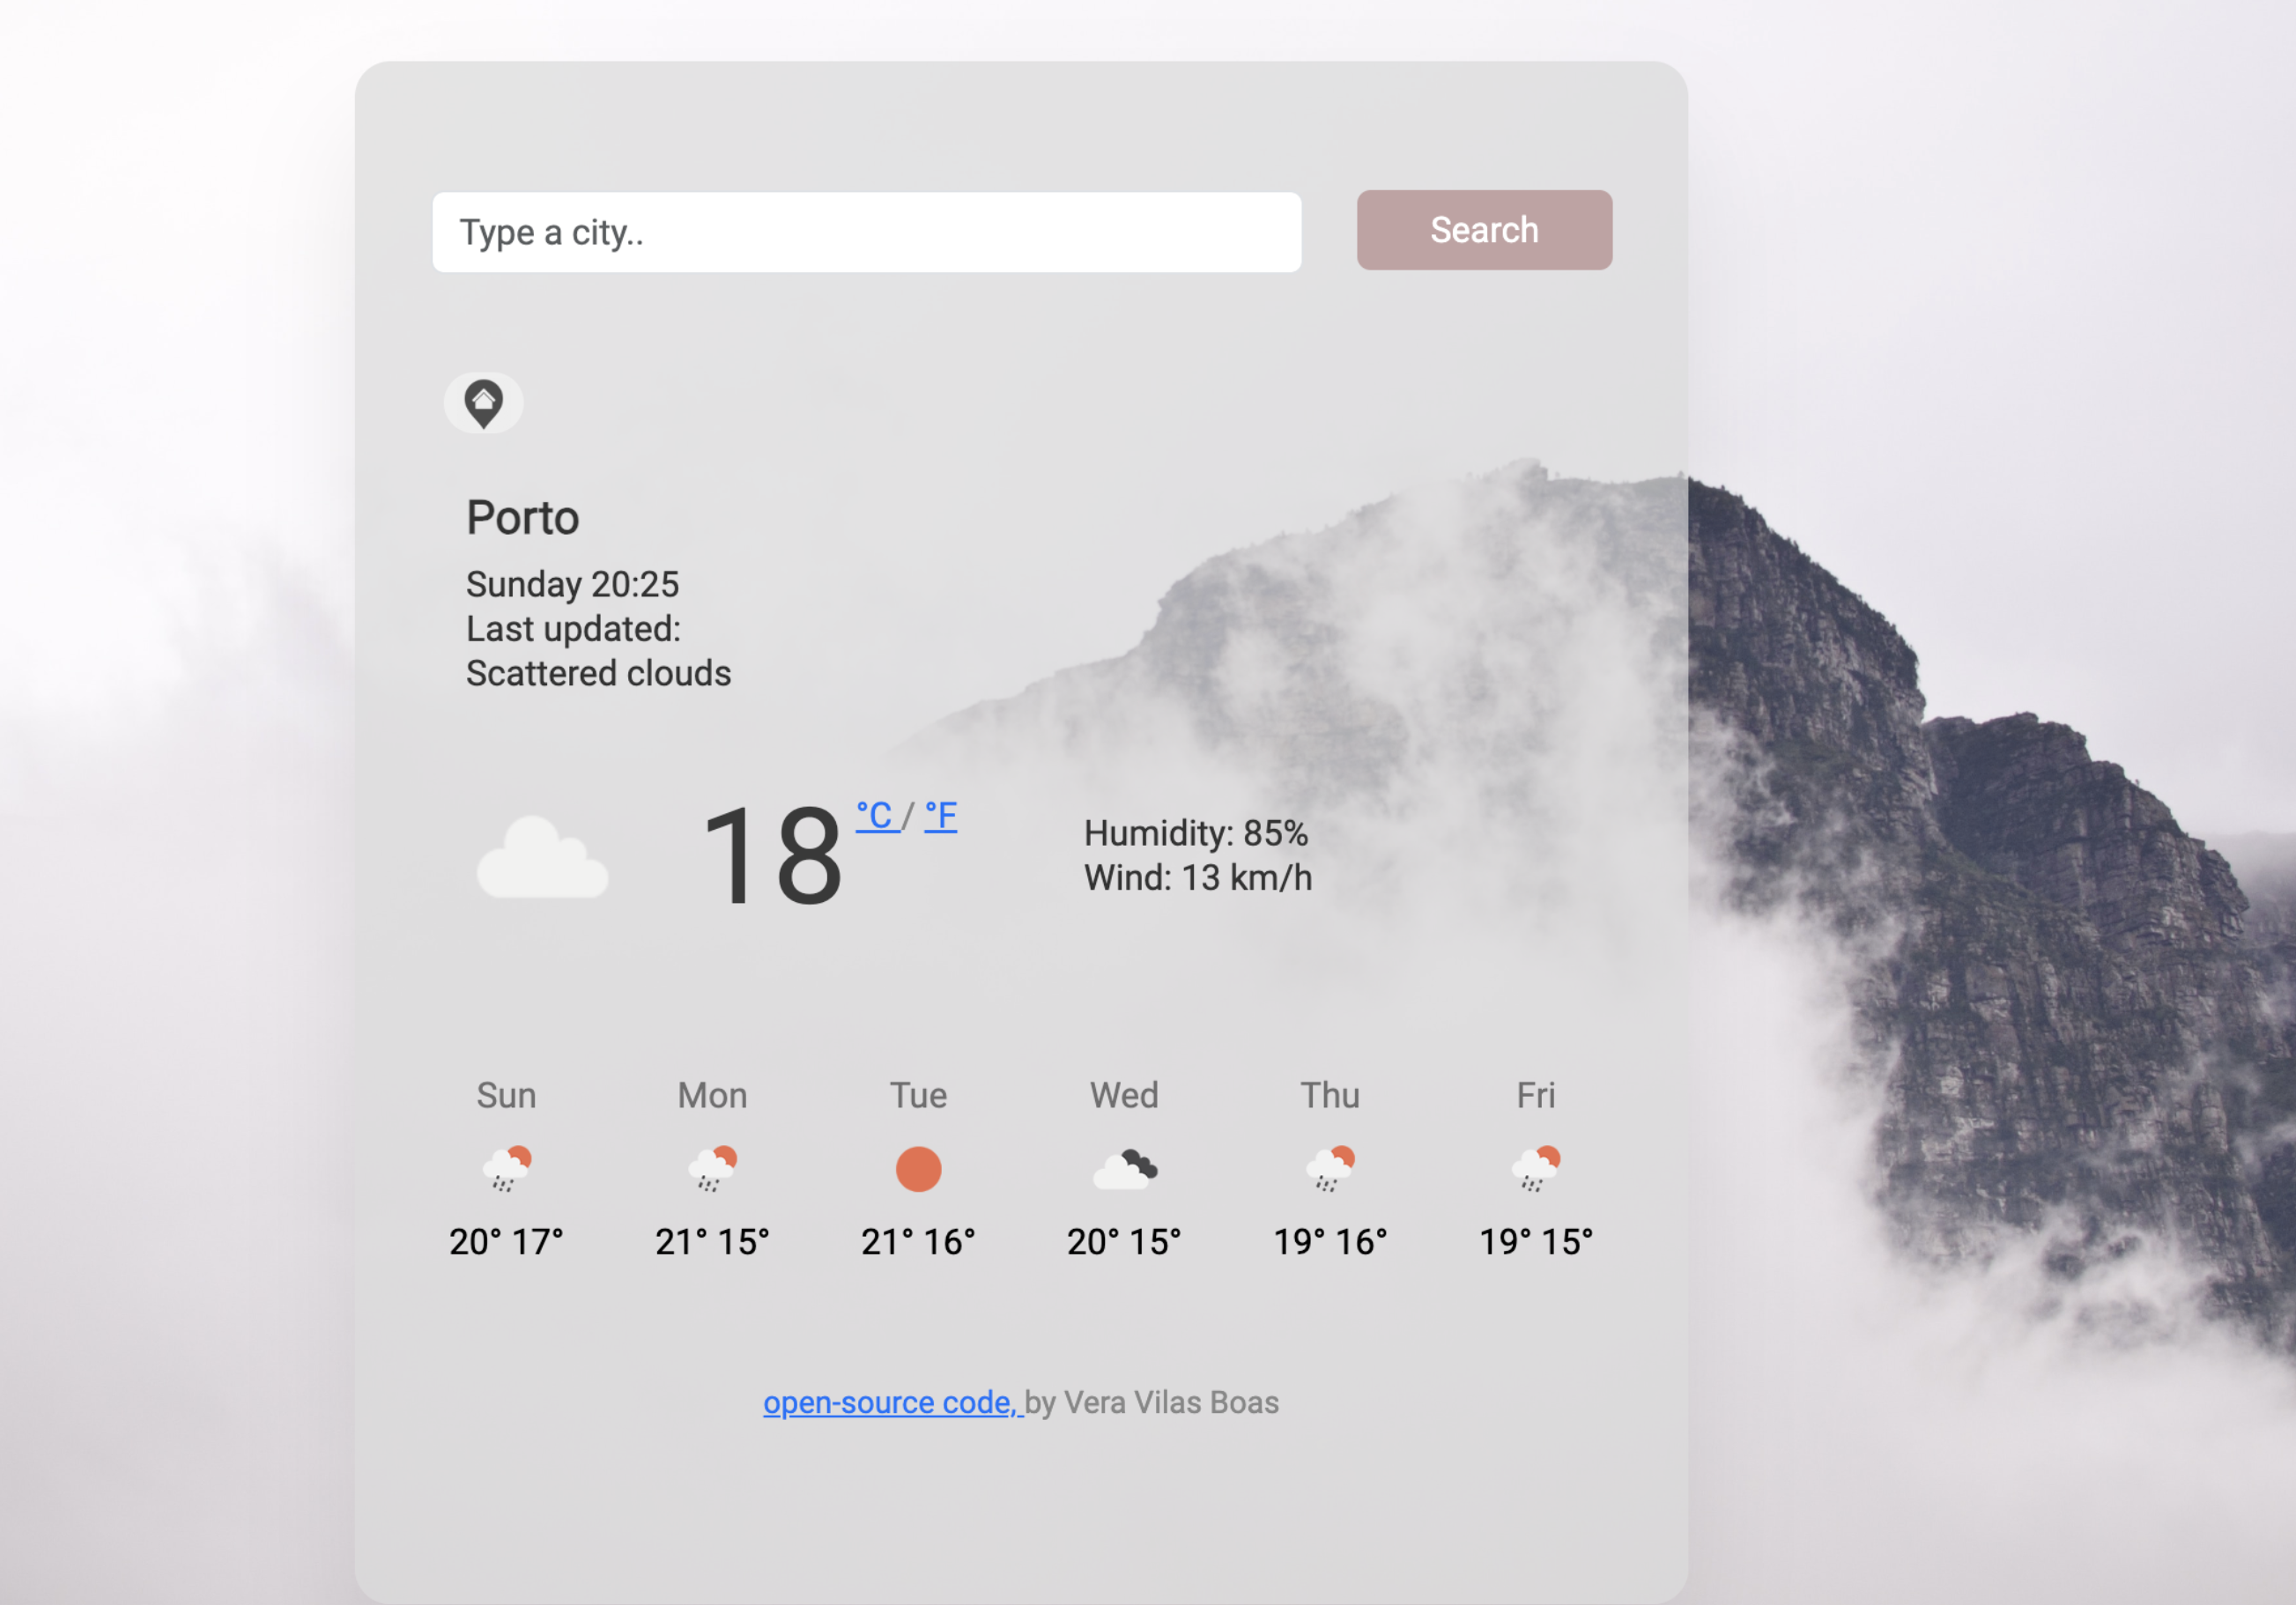 Type a city..
Search
Porto
Sunday 20:25
Last updated:
Scattered clouds
18 °C / °F
Humidity: 85%
Wind: 13 km/h
Sun Mon Tue Wed Thu Fri
20° 17° 21° 15° 21° 16° 20° 15° 19° 16° 19° 15°
open-source code, by Vera Vilas Boas